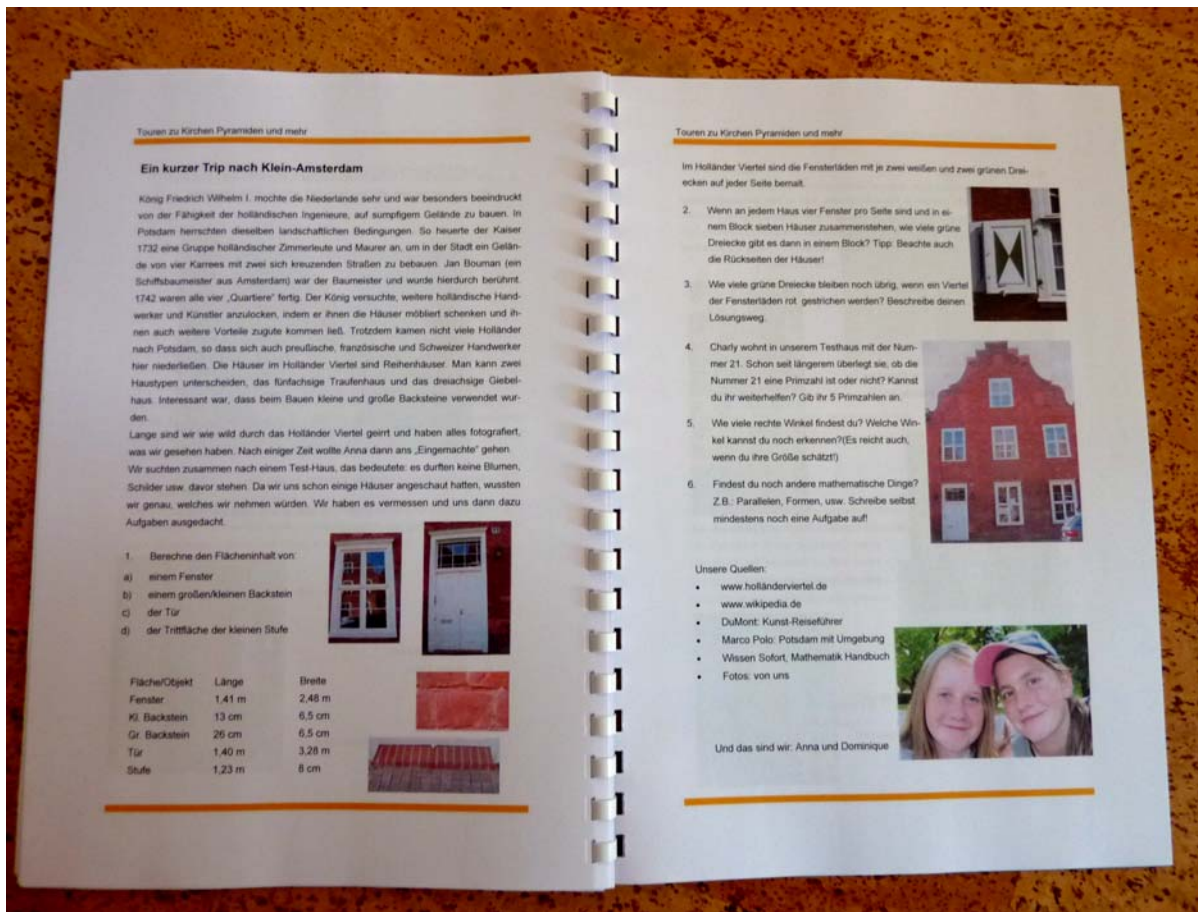 Touren zu Kirchen Pyramiden und mehr
Ein kurzer Trip nach Klein-Amsterdam
König Friedrich Wilhelm I. mochte die Niederlande sehr und war besonders beeindruckt
von der Fähigkeit der holländischen Ingenieure, auf sumpfigem Gelände zu bauen. In
Potsdam herrschten dieselben landschaftlichen Bedingungen. So heuerte der Kaiser
1732 eine Gruppe holländischer Zimmerleute und Maurer an, um in der Stadt ein Gelän-
de von vier Karrees mit zwei sich kreuzenden Straßen zu bebauen. Jan Bouman (ein
Schiffsbaumeister aus Amsterdam) war der Baumeister und wurde hierdurch berühmt.
1742 waren alle vier „Quartiere“ fertig. Der König versuchte, weitere holländische Hand-
werker und Künstler anzulocken, indem er ihnen die Häuser möbliert schenken und ih-
nen auch weitere Vorteile zugute kommen ließ. Trotzdem kamen nicht viele Holländer
nach Potsdam, so dass sich auch preußische, französische und Schweizer Handwerker
hier niederließen. Die Häuser im Holländer Viertel sind Reihenhäuser. Man kann zwei
Haustypen unterscheiden, das fünfachsige Traufenhaus und das dreiachsige Giebel-
haus. Interessant war, dass beim Bauen kleine und große Backsteine verwendet wur-
den.
Lange sind wir wie wild durch das Holländer Viertel geirrt und haben alles fotografiert,
was wir gesehen haben. Nach einiger Zeit wollte Anna dann ans „Eingemachte“ gehen.
Wir suchten zusammen nach einem Test-Haus, das bedeutete: es durften keine Blumen,
Schilder usw. davor stehen. Da wir uns schon einige Häuser angeschaut hatten, wussten
wir genau, welches wir nehmen würden. Wir haben es vermessen und uns dann dazu
Aufgaben ausgedacht.
1. Berechne den Flächeninhalt von:
a) einem Fenster
b) einem großen/kleinen Backstein
c) der Tür
d) der Trittfläche der kleinen Stufe
Fläche/Objekt Länge Breite
Fenster 1,41 m 2,48 m
Kl. Backstein 13 cm 6,5 cm
Gr. Backstein 26 cm 6,5 cm
Tür 1,40 m 3,28 m
Stufe 1,23 m 8 cm
Touren zu Kirchen Pyramiden und mehr
Im Holländer Viertel sind die Fensterläden mit je zwei weißen und zwei grünen Drei-
ecken auf jeder Seite bemalt.
2. Wenn an jedem Haus vier Fenster pro Seite sind und in ei-
nem Block sieben Häuser zusammenstehen, wie viele grüne
Dreiecke gibt es dann in einem Block? Tipp: Beachte auch
die Rückseiten der Häuser!
3. Wie viele grüne Dreiecke bleiben noch übrig, wenn ein Viertel
der Fensterläden rot gestrichen werden? Beschreibe deinen
Lösungsweg.
4. Charly wohnt in unserem Testhaus mit der Num-
mer 21. Schon seit längerem überlegt sie, ob die
Nummer 21 eine Primzahl ist oder nicht? Kannst
du ihr weiterhelfen? Gib ihr 5 Primzahlen an.
5. Wie viele rechte Winkel findest du? Welche Win-
kel kannst du noch erkennen?(Es reicht auch,
wenn du ihre Größe schätzt!)
6. Findest du noch andere mathematische Dinge?
Z.B.: Parallelen, Formen, usw. Schreibe selbst
mindestens noch eine Aufgabe auf!
Unsere Quellen:
• www.holländerviertel.de
• www.wikipedia.de
• DuMont: Kunst-Reiseführer
• Marco Polo: Potsdam mit Umgebung
• Wissen Sofort, Mathematik Handbuch
• Fotos: von uns
Und das sind wir: Anna und Dominique